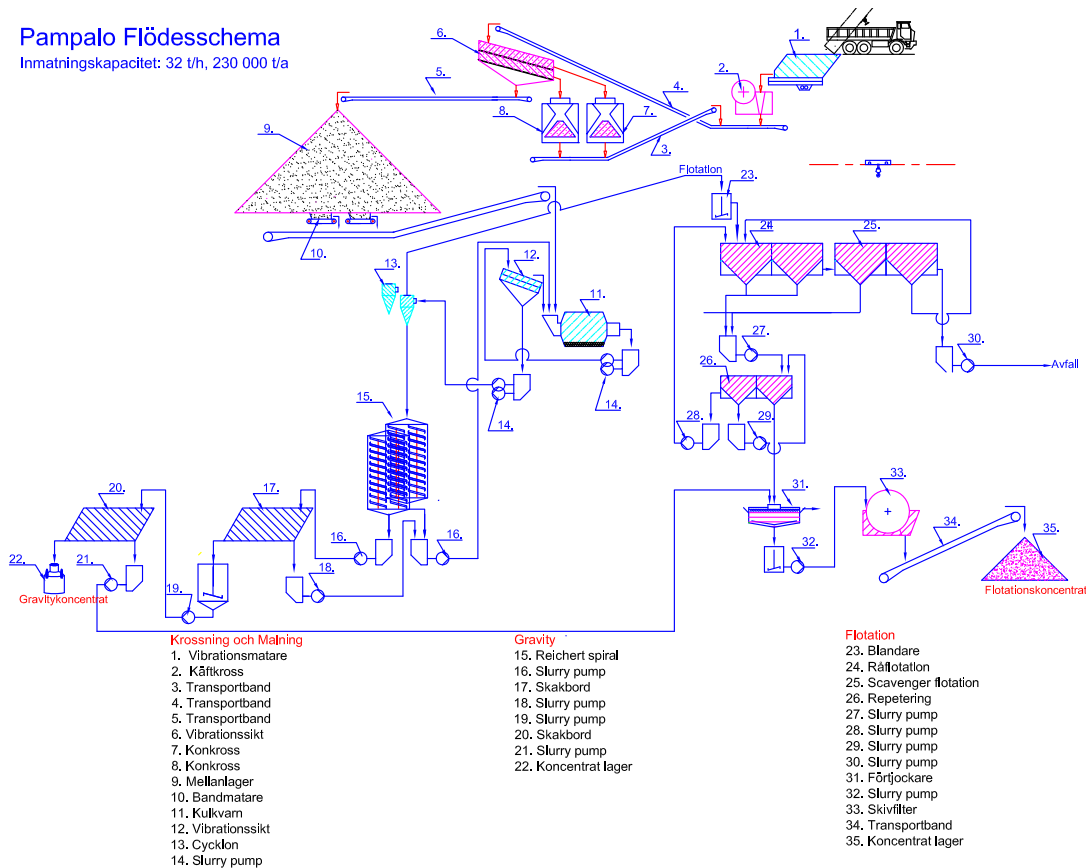 Pampalo Flödesschema
Inmatningskapacitet: 32 t/h, 230 000 t/a
1.
2.
3.
4.
5.
6.
7.
8.
9.
10.
11.
12.
13.
14.
14.
15.
16.
16.
17.
18.
19.
20.
21.
22.
Gravitykoncentrat
Flotation
23.
24
25.
26.
27.
28.
29.
30.
Avfall
31.
32.
33.
34.
35.
Flotationskoncentrat
Krossning och Malning
1. Vibrationsmatare
2. Käftkross
3. Transportband
4. Transportband
5. Transportband
6. Vibrationssikt
7. Konkross
8. Konkross
9. Mellanlager
10. Bandmatare
11. Kulkvarn
12. Vibrationssikt
13. Cycklon
14. Slurry pump
Gravity
15. Reichert spiral
16. Slurry pump
17. Skakbord
18. Slurry pump
19. Slurry pump
20. Skakbord
21. Slurry pump
22. Koncentrat lager
Flotation
23. Blandare
24. Råflotation
25. Scavenger flotation
26. Repetering
27. Slurry pump
28. Slurry pump
29. Slurry pump
30. Slurry pump
31. Förtjockare
32. Slurry pump
33. Skivfilter
34. Transportband
35. Koncentrat lager